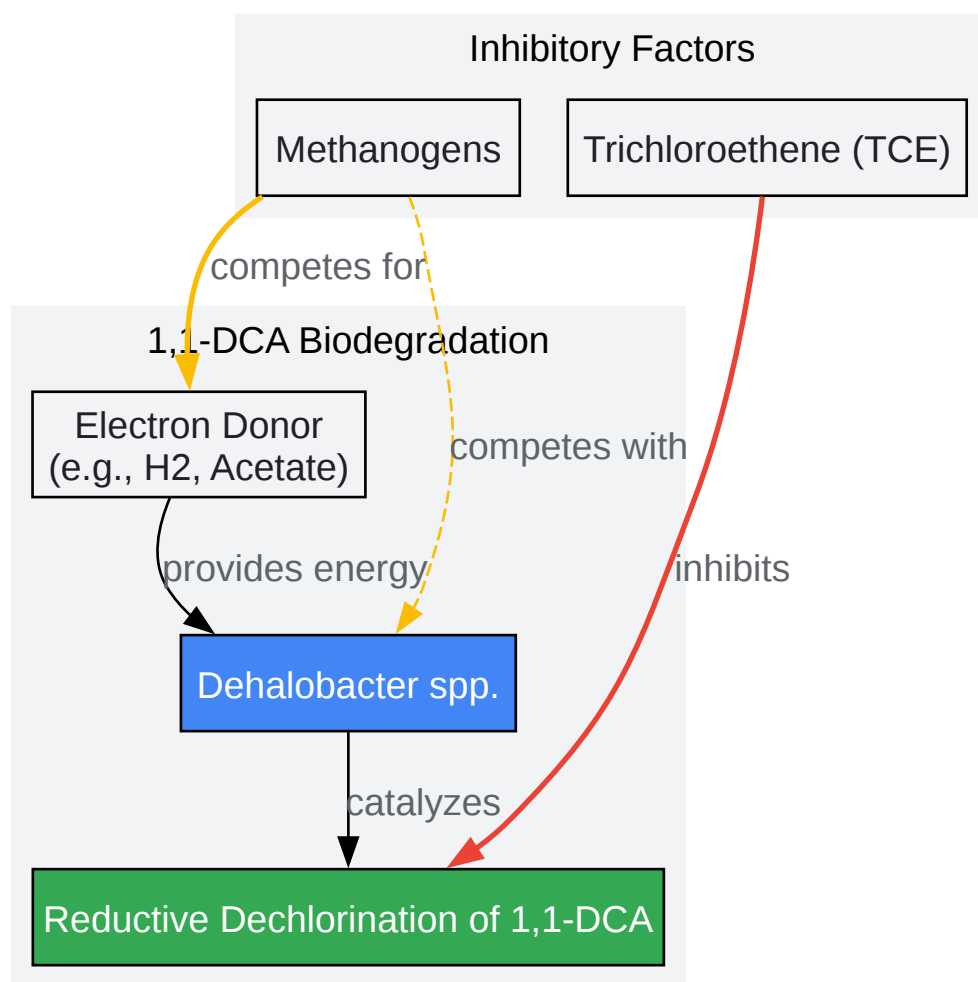 Inhibitory Factors
Methanogens
Trichloroethene (TCE)
competes for
1,1-DCA Biodegradation
Electron Donor
(e.g., H2, Acetate)
competes with
provides energy
inhibits
Dehalobacter spp.
catalyzes
Reductive Dechlorination of 1,1-DCA